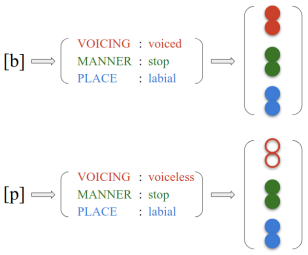 VOICING : voiced
[b] MANNER : stop
PLACE : labial
VOICING : voiceless
[p] MANNER : stop
PLACE : labial